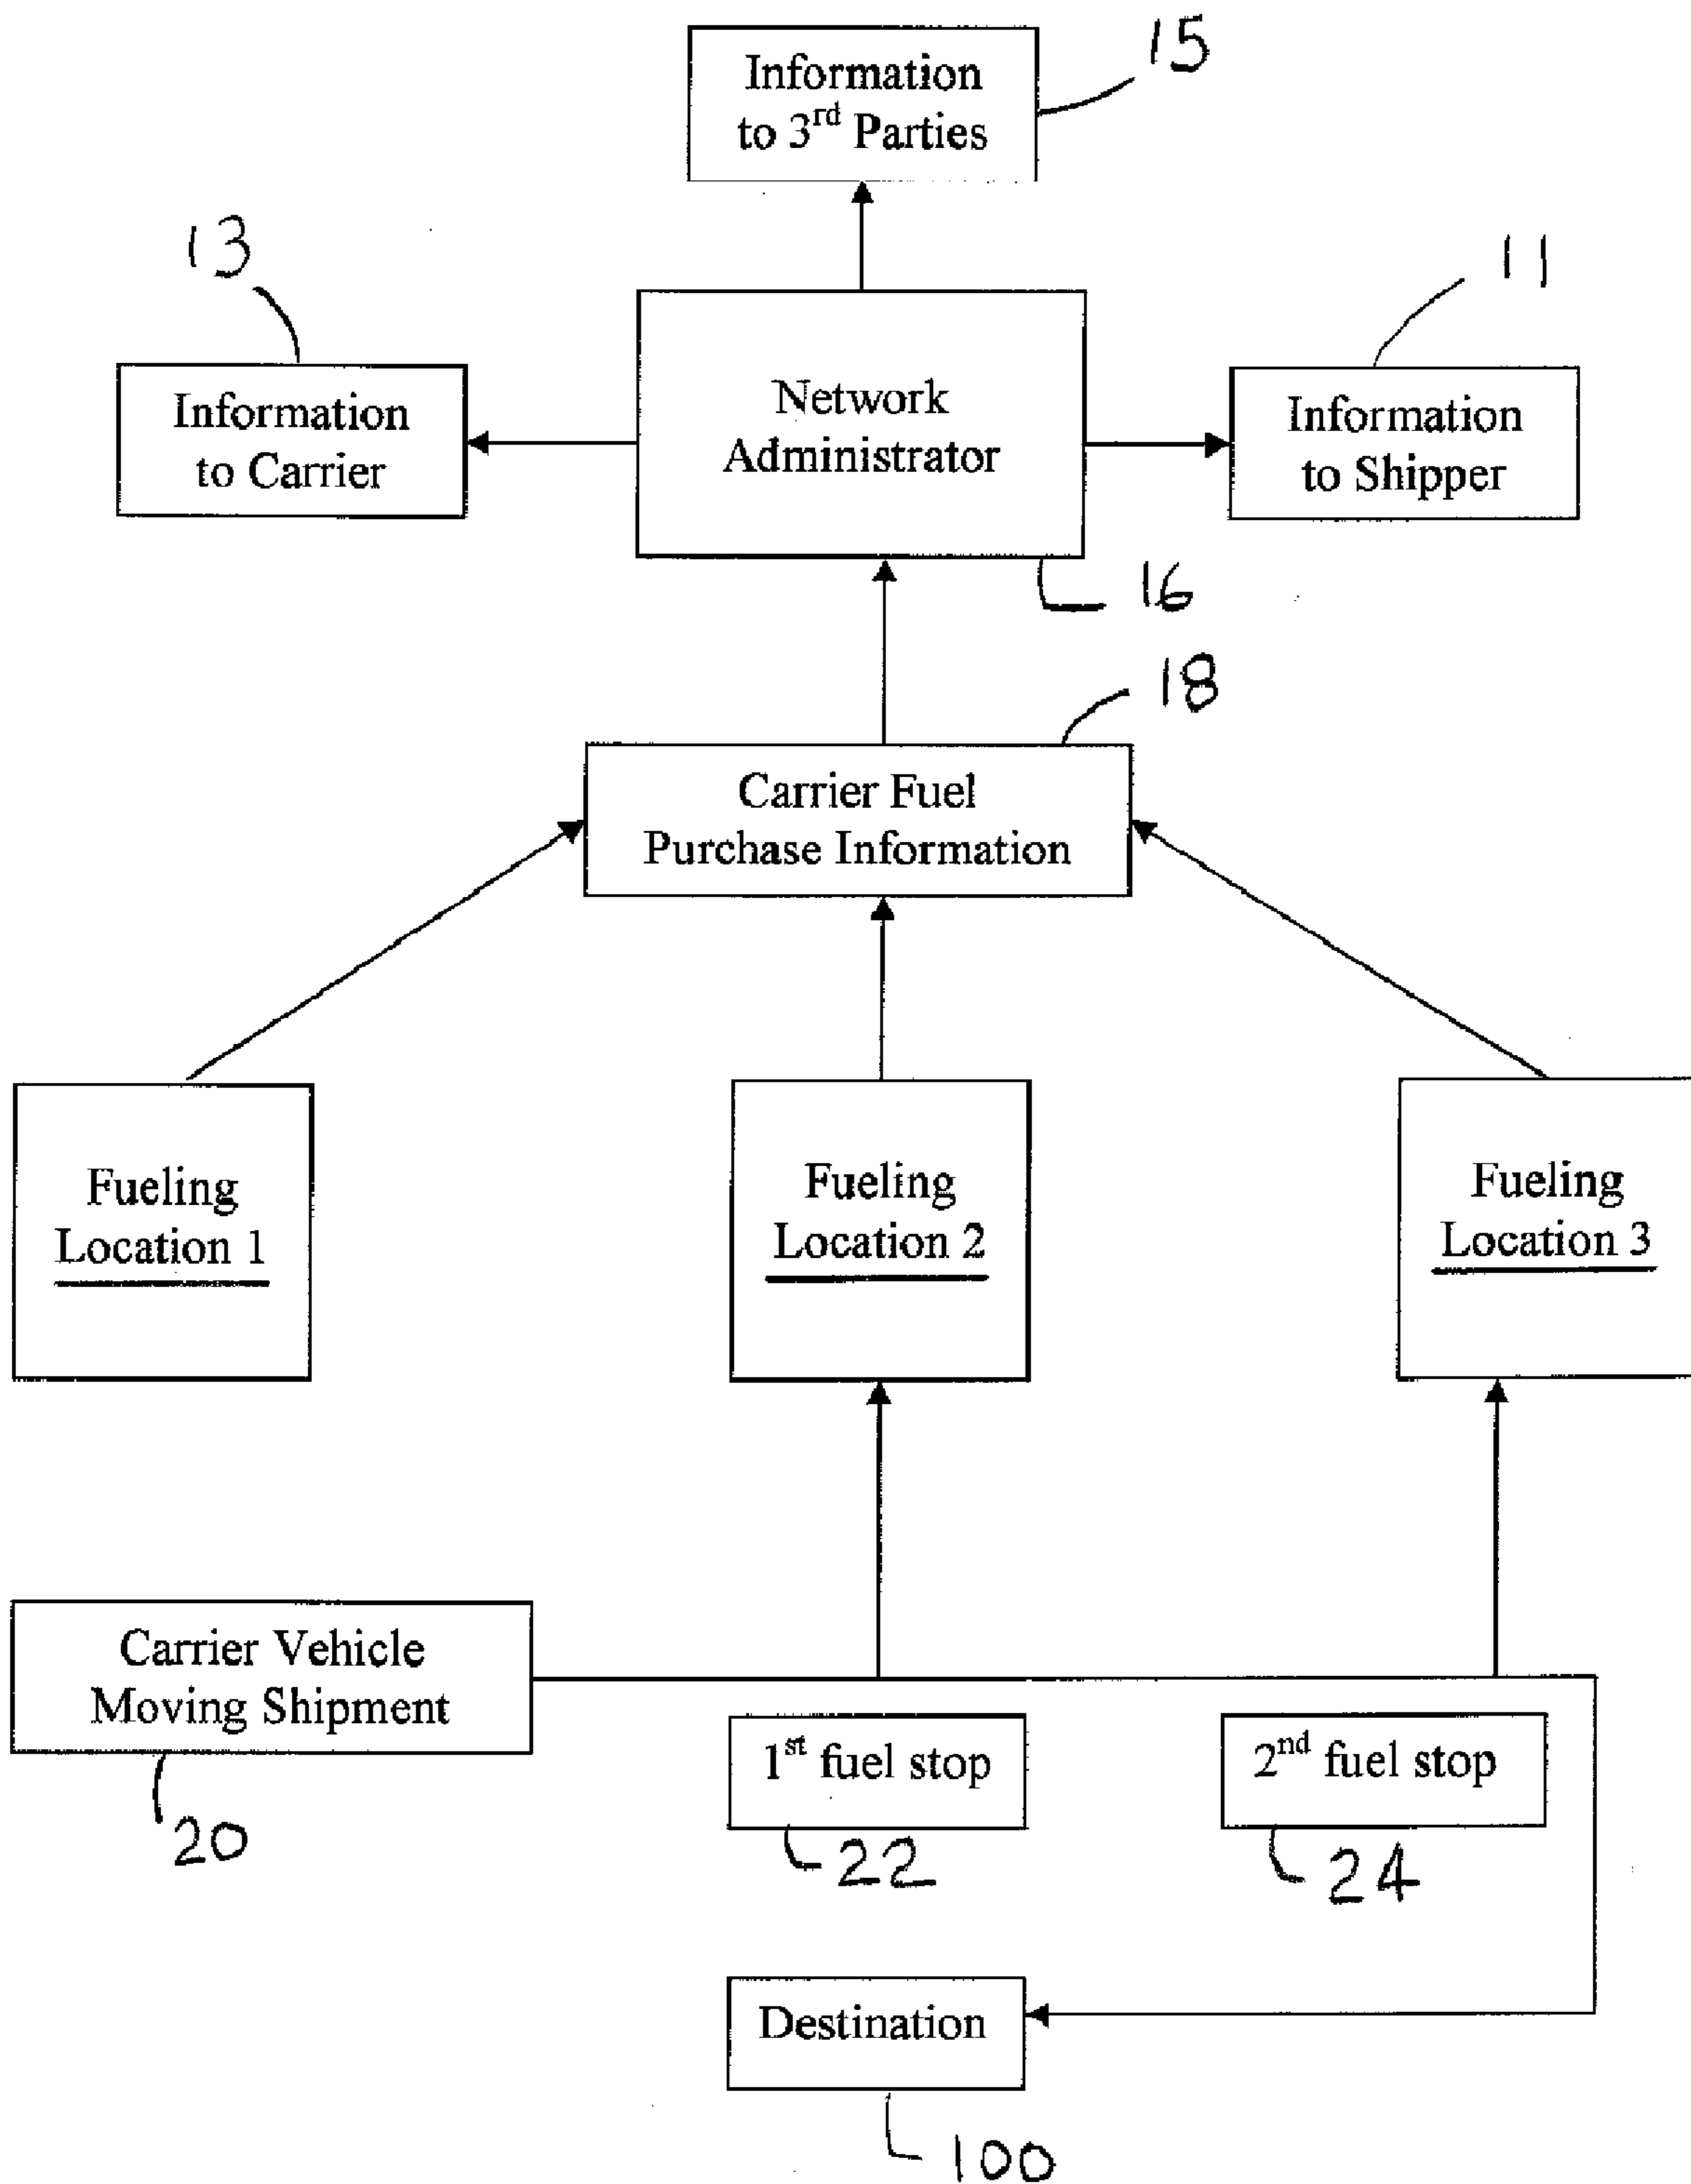 15
Information
to 3rd Parties
13
11
Information
to Carrier
Network
Administrator
Information
to Shipper
16
18
Carrier Fuel
Purchase Information
Fueling
Location 1
Fueling
Location 2
Fueling
Location 3
Carrier Vehicle
Moving Shipment
1st fuel stop
2nd fuel stop
20
22
24
Destination
100